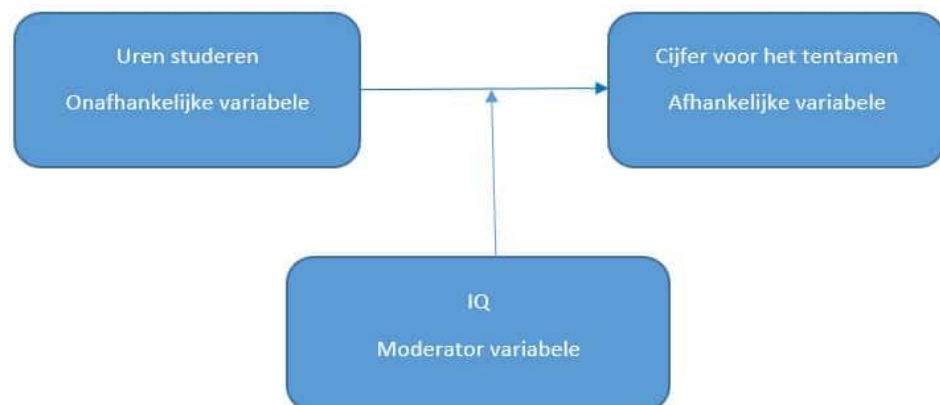 Uren studeren
Onafhankelijke variabele
Cijfer voor het tentamen
Afhankelijke variabele
IQ
Moderator variabele